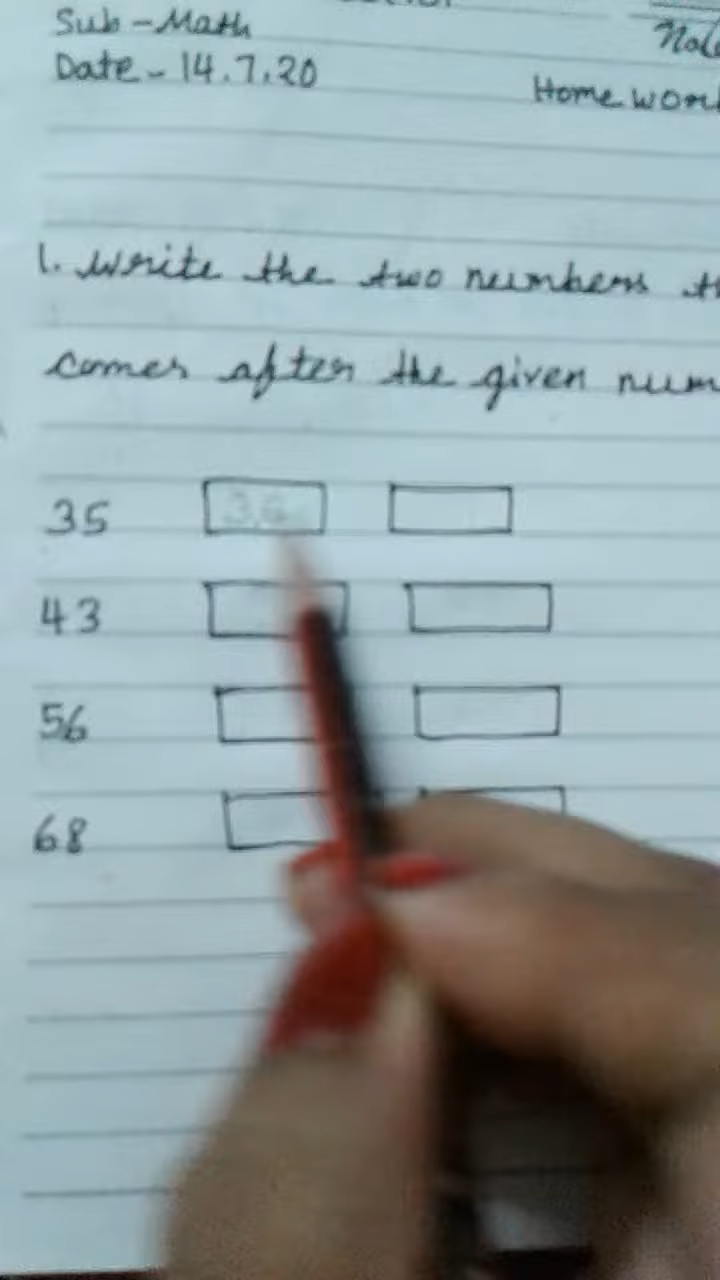 Sub - Math
Date - 14.7.20
Home
1. Write the two numbers
comes after the given
35 36
43
56
68